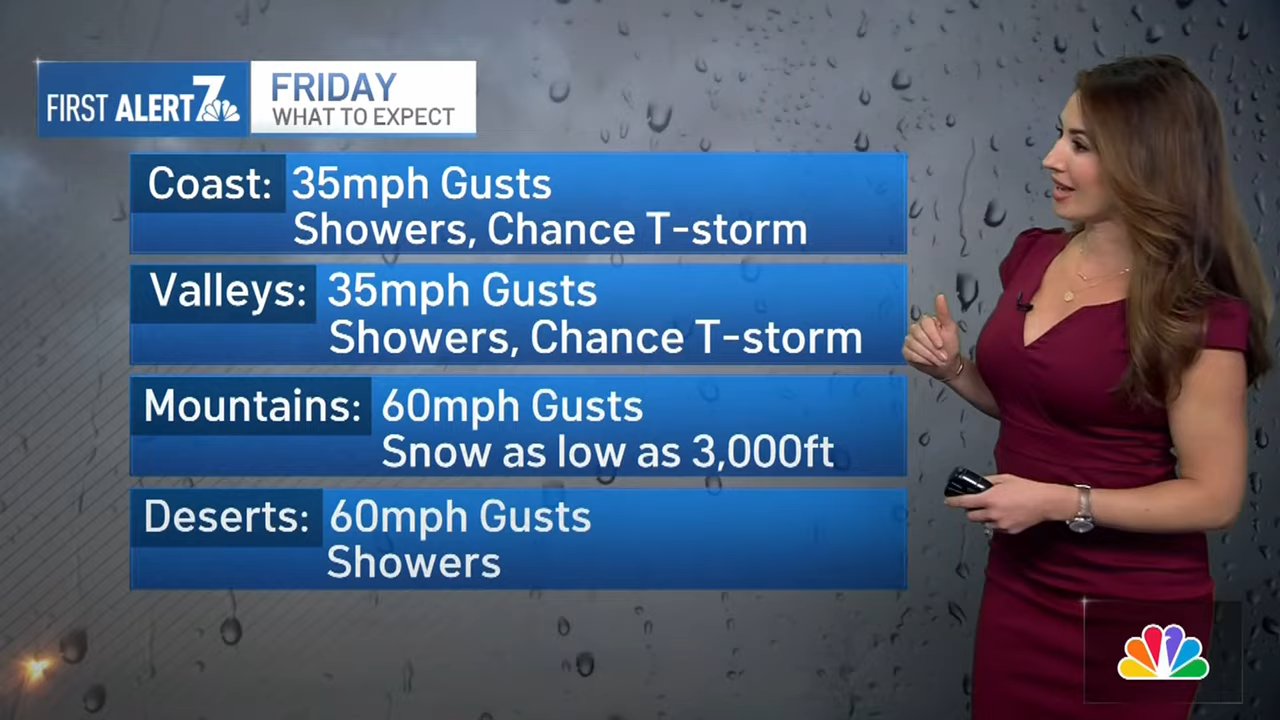 FIRST ALERT 7
FRIDAY
WHAT TO EXPECT
Coast: 35mph Gusts
Showers, Chance T-storm
Valleys: 35mph Gusts
Showers, Chance T-storm
Mountains: 60mph Gusts
Snow as low as 3,000ft
Deserts: 60mph Gusts
Showers